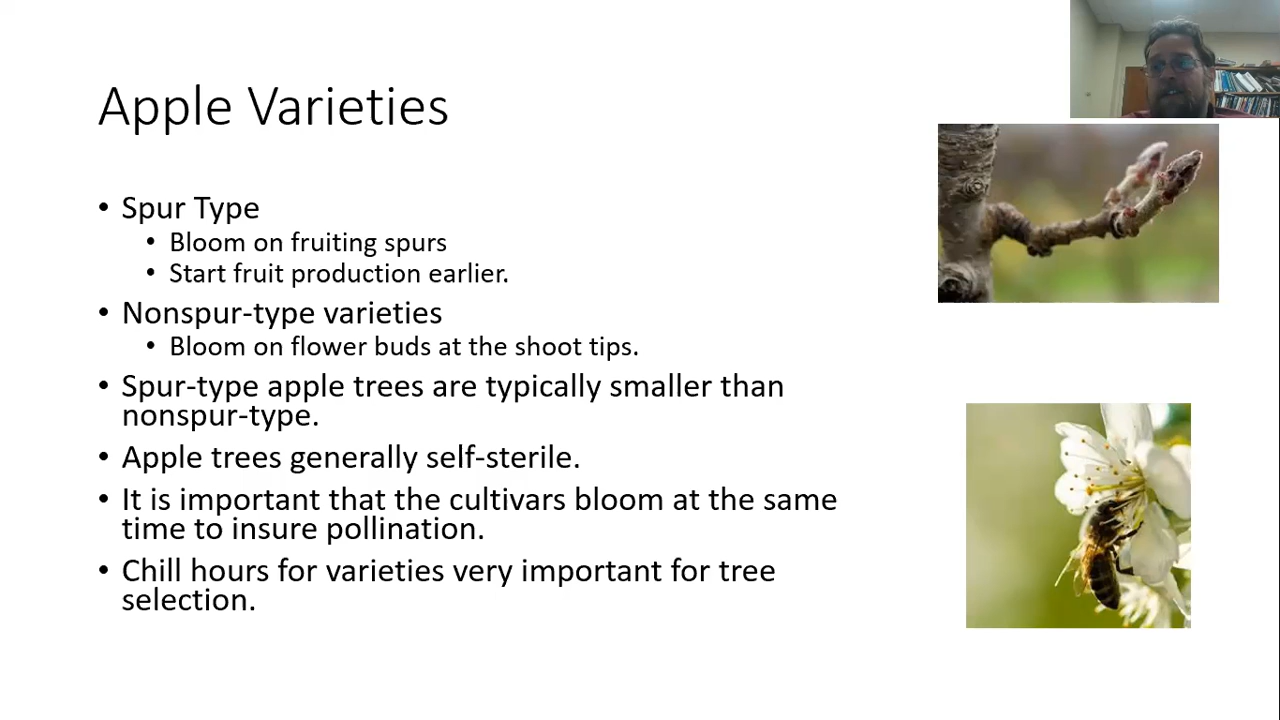 Apple Varieties
• Spur Type
• Bloom on fruiting spurs
• Start fruit production earlier.
• Nonspur-type varieties
• Bloom on flower buds at the shoot tips.
• Spur-type apple trees are typically smaller than
nonspur-type.
• Apple trees generally self-sterile.
• It is important that the cultivars bloom at the same
time to insure pollination.
• Chill hours for varieties very important for tree
selection.